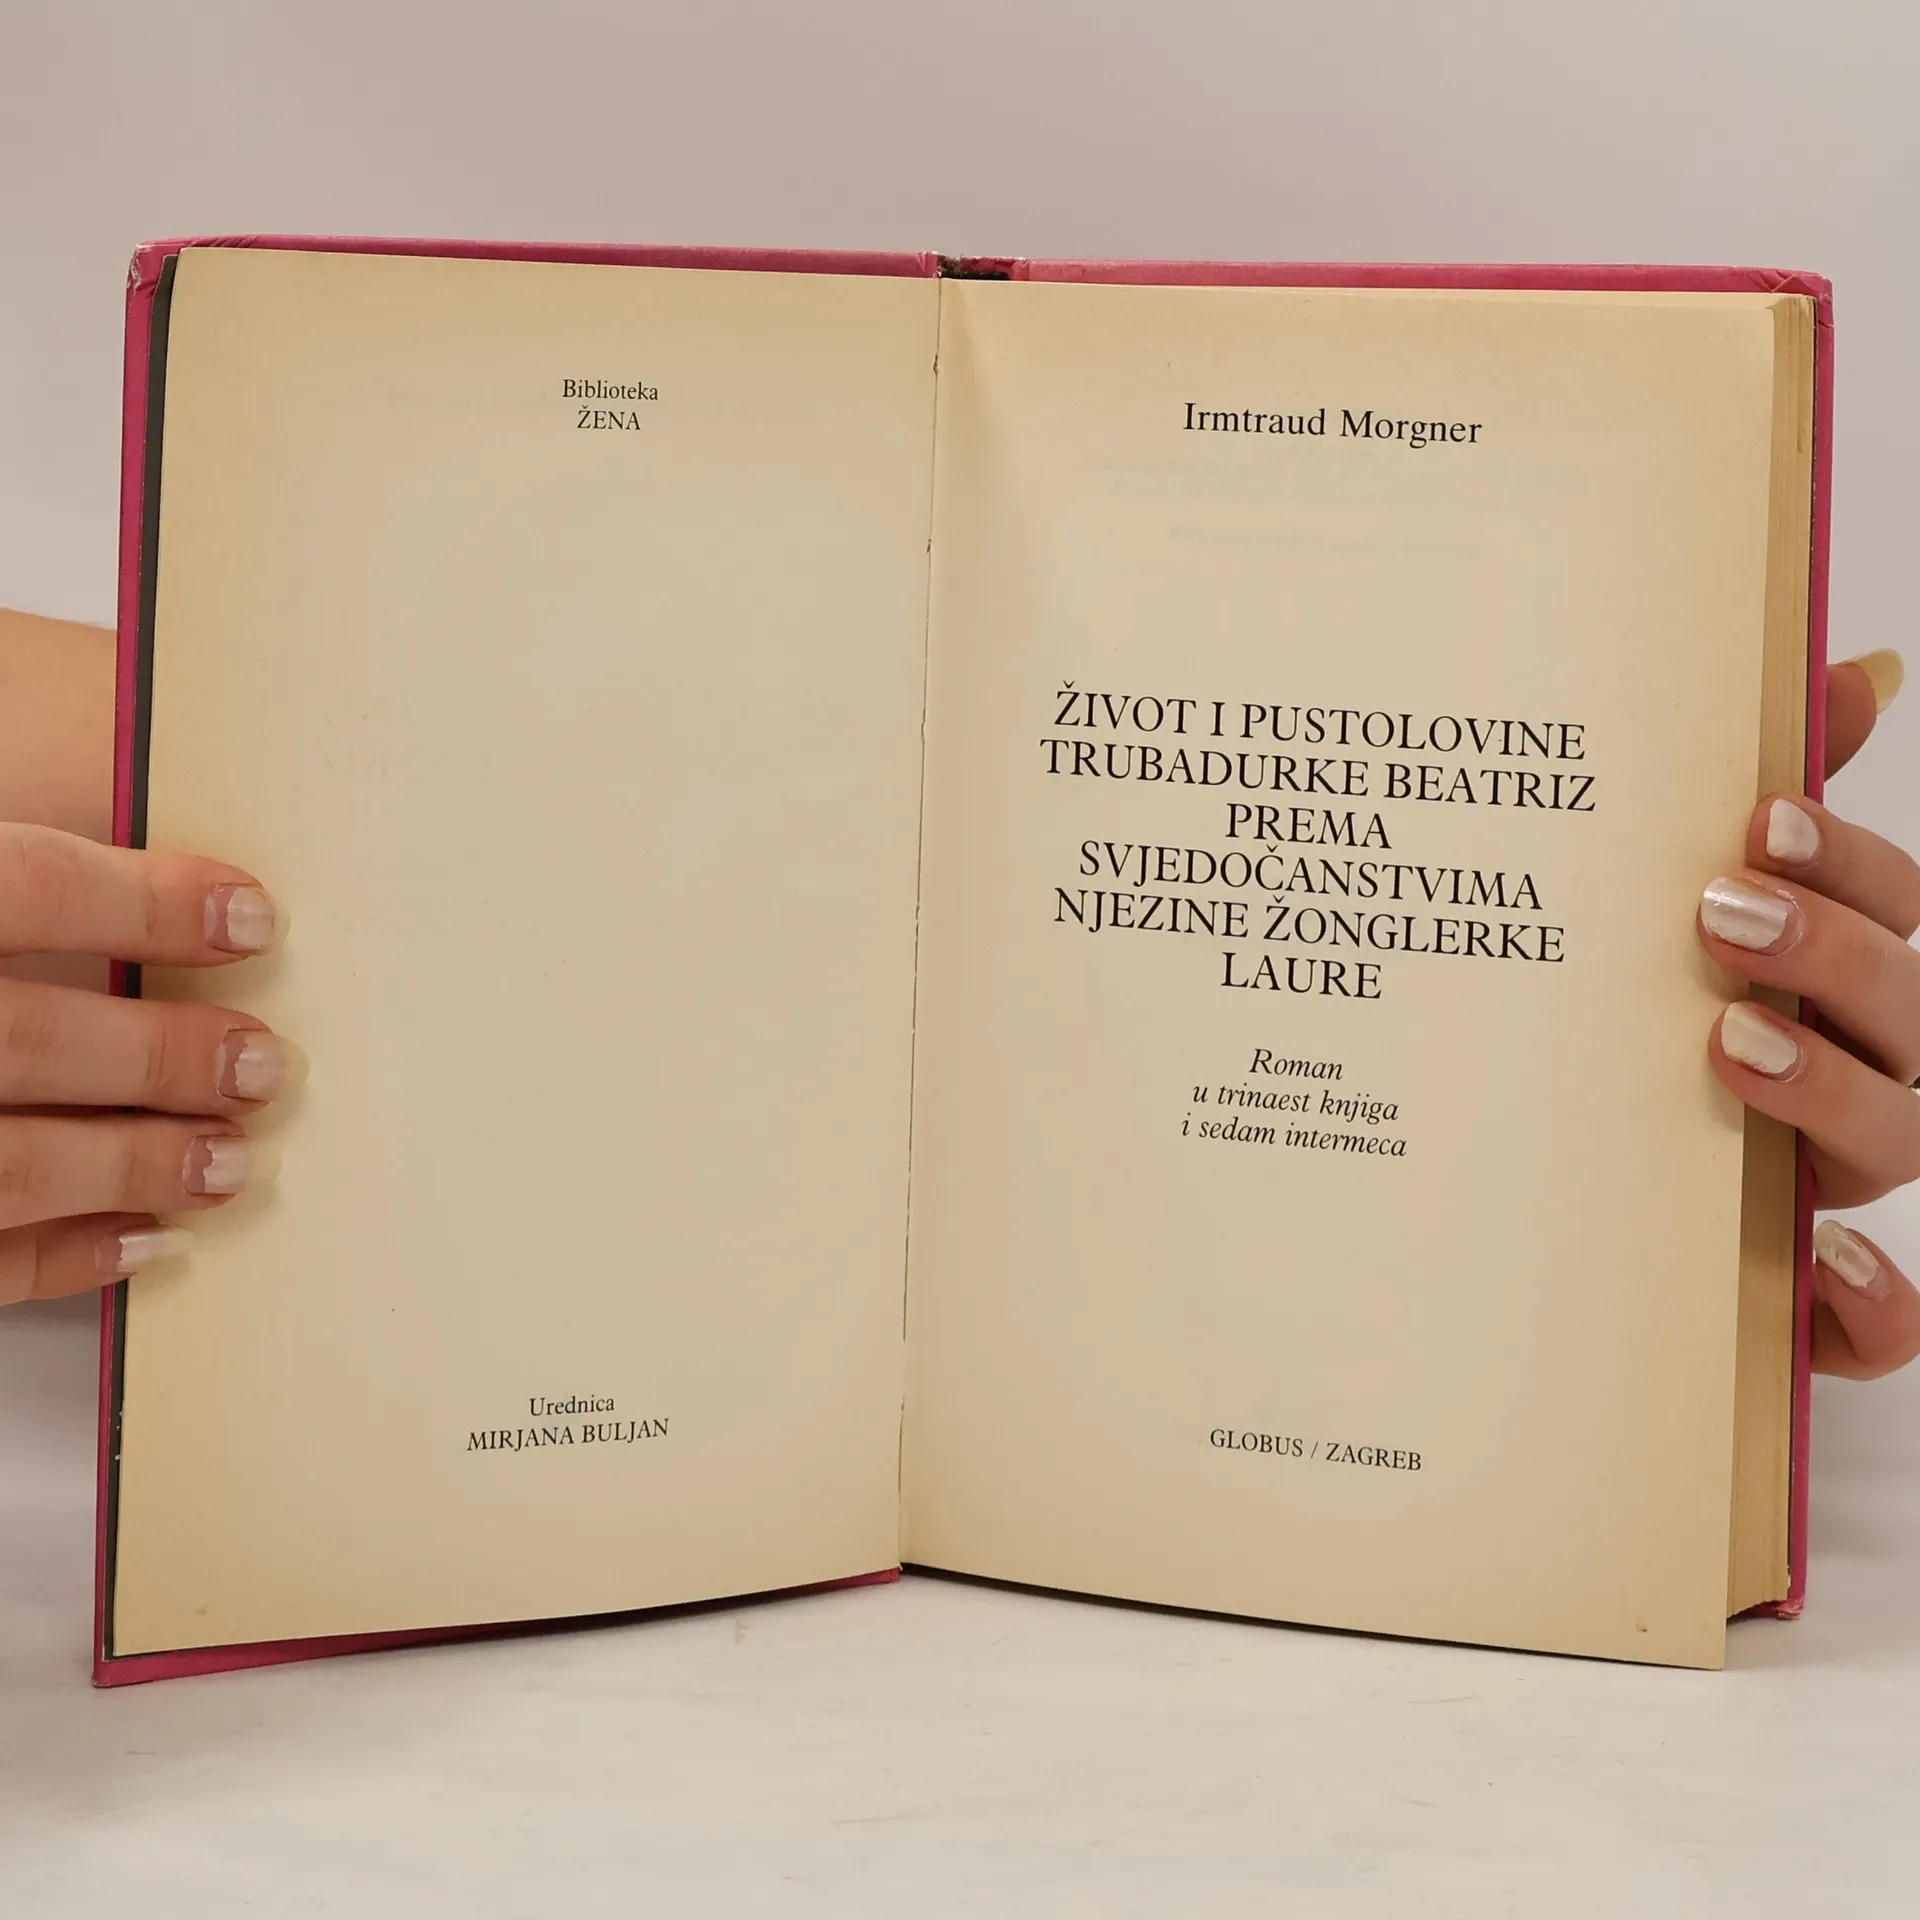 Biblioteka
ŽENA
Urednica
MIRJANA BULJAN
Irmtraud Morgner
ŽIVOT I PUSTOLOVINE
TRUBADURKE BEATRIZ
PREMA
SVJEDOČANSTVIMA
NJEZINE ŽONGLERKE
LAURE
Roman
u trinaest knjiga
i sedam intermeca
GLOBUS / ZAGREB